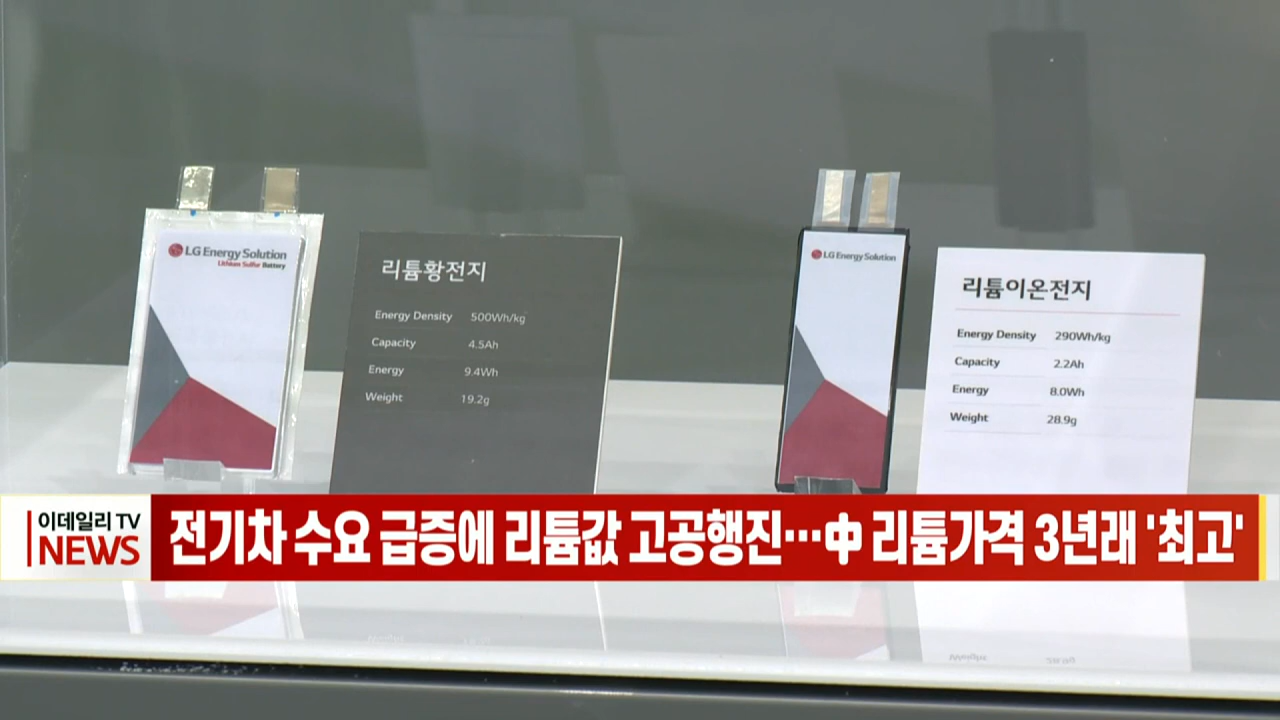 LG Energy Solution
Lithium Sulfur Battery
리튬황전지
Energy Density 500Wh/kg
Capacity 4.5Ah
Energy 9.4Wh
Weight 19.2g
LG Energy Solution
리튬이온전지
Energy Density 290Wh/kg
Capacity 2.2Ah
Energy 8.0Wh
Weight 28.9g
이데일리 TV
NEWS
전기차 수요 급증에 리튬값 고공행진…中 리튬가격 3년래 '최고'